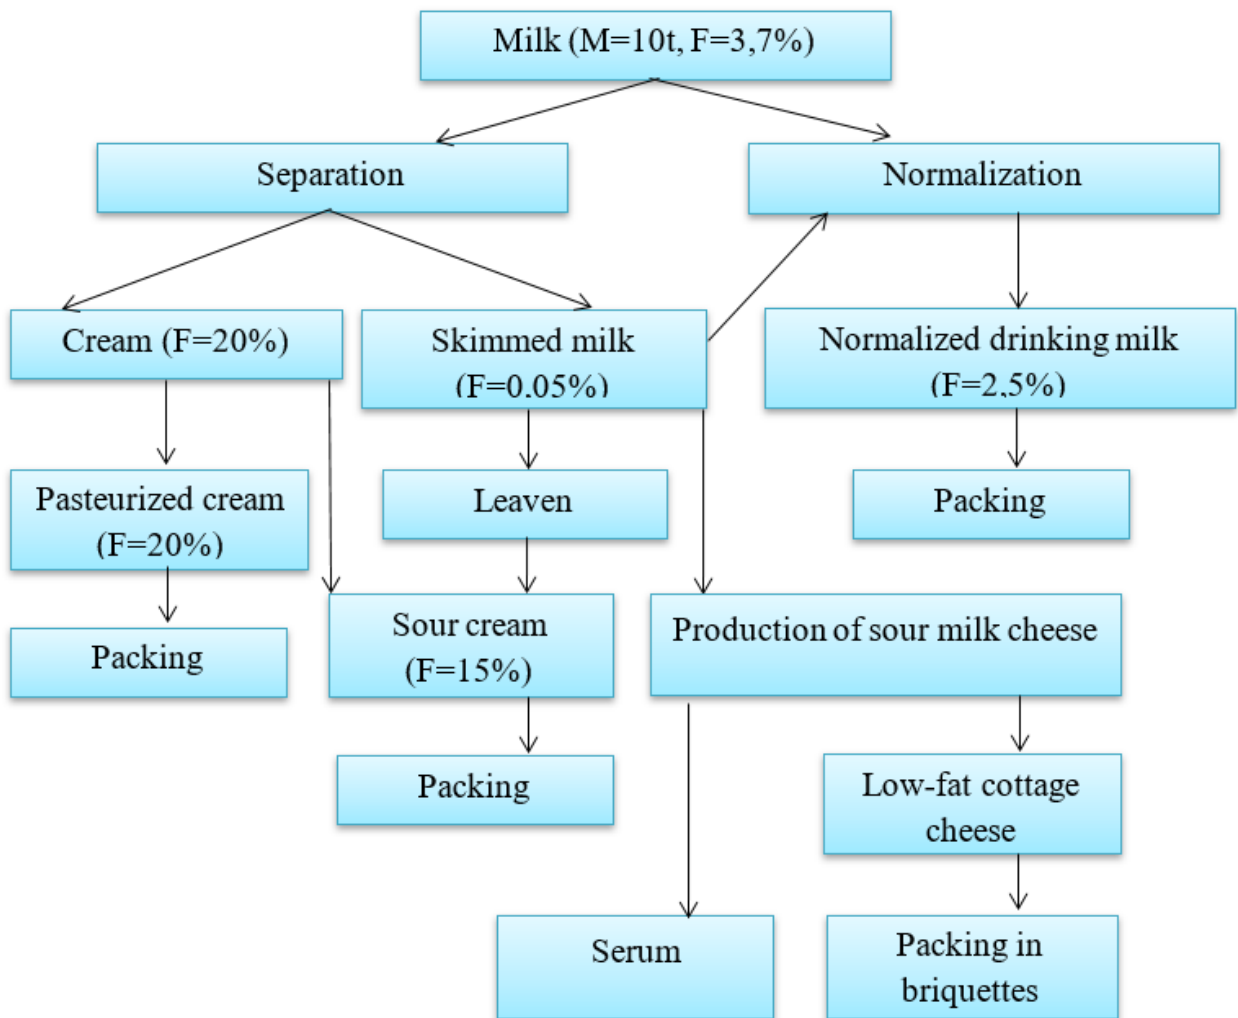 Milk (M=10t, F=3,7%)
Separation
Normalization
Cream (F=20%)
Skimmed milk
(F=0.05%)
Normalized drinking milk
(F=2,5%)
Pasteurized cream
(F=20%)
Leaven
Packing
Packing
Sour cream
(F=15%)
Production of sour milk cheese
Packing
Low-fat cottage
cheese
Serum
Packing in
briquettes